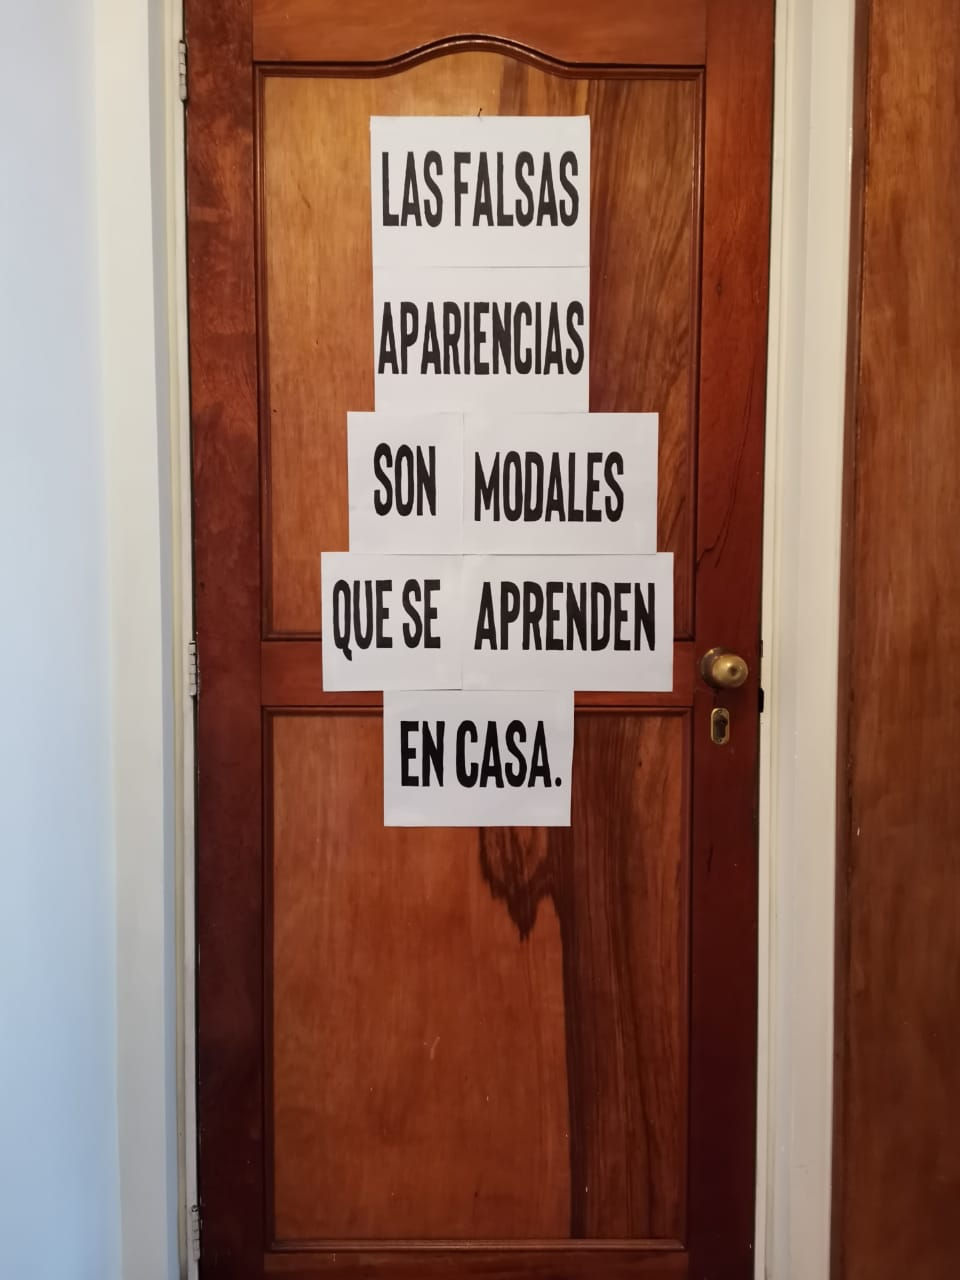 LAS FALSAS
APARIENCIAS
SON MODALES
QUE SE APRENDEN
EN CASA.